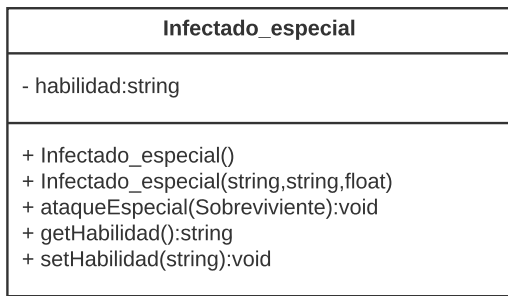 Infectado_especial
- habilidad:string
+ Infectado_especial()
+ Infectado_especial(string,string,float)
+ ataqueEspecial(Sobreviviente):void
+ getHabilidad():string
+ setHabilidad(string):void